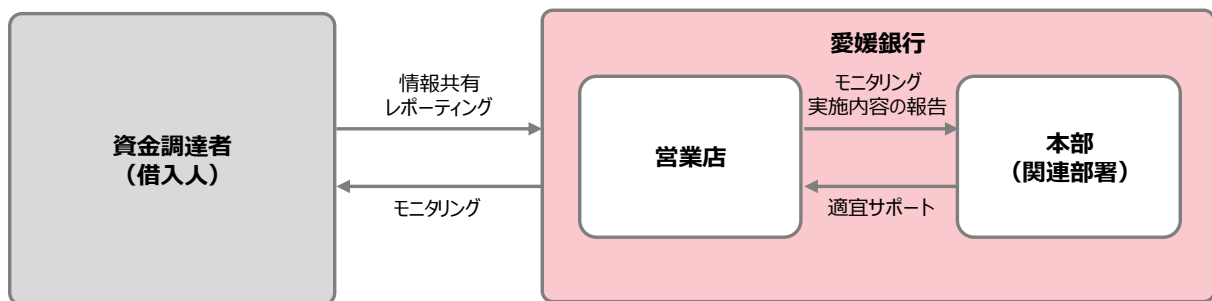 資金調達者
（借入人）
情報共有
レポーティング
モニタリング
愛媛銀行
営業店
モニタリング
実施内容の報告
適宜サポート
本部
（関連部署）